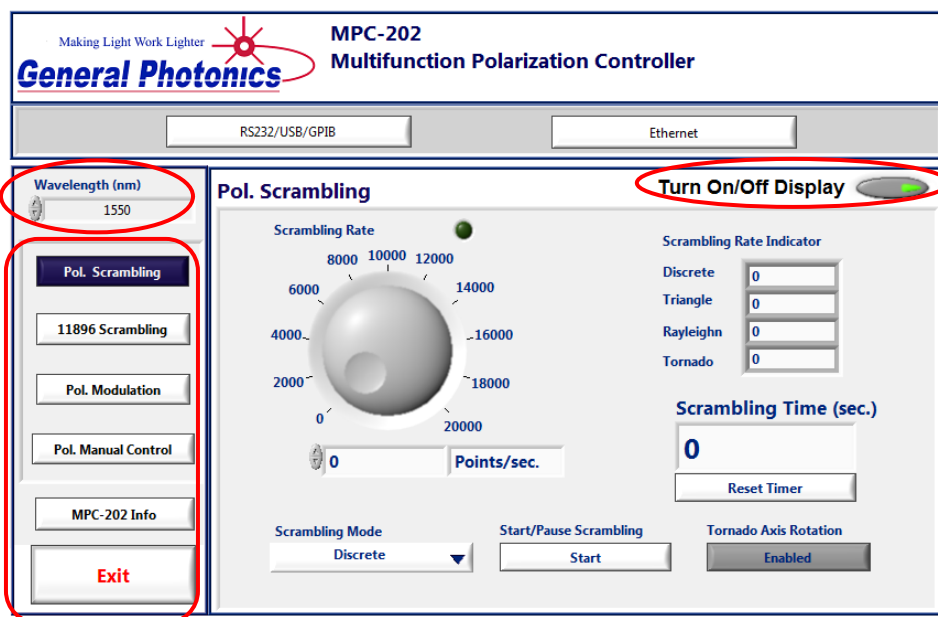 Making Light Work Lighter
General Photonics
MPC-202
Multifunction Polarization Controller
RS232/USB/GPIB
Ethernet
Wavelength (nm)
1550
Pol. Scrambling
11896 Scrambling
Pol. Modulation
Pol. Manual Control
MPC-202 Info
Exit
Pol. Scrambling
Turn On/Off Display
Scrambling Rate
0
2000
4000
6000
8000
10000
12000
14000
16000
18000
20000
0
Points/sec.
Scrambling Rate Indicator
Discrete 0
Triangle 0
Rayleighn 0
Tornado 0
Scrambling Time (sec.)
0
Reset Timer
Scrambling Mode
Discrete
Start/Pause Scrambling
Start
Tornado Axis Rotation
Enabled